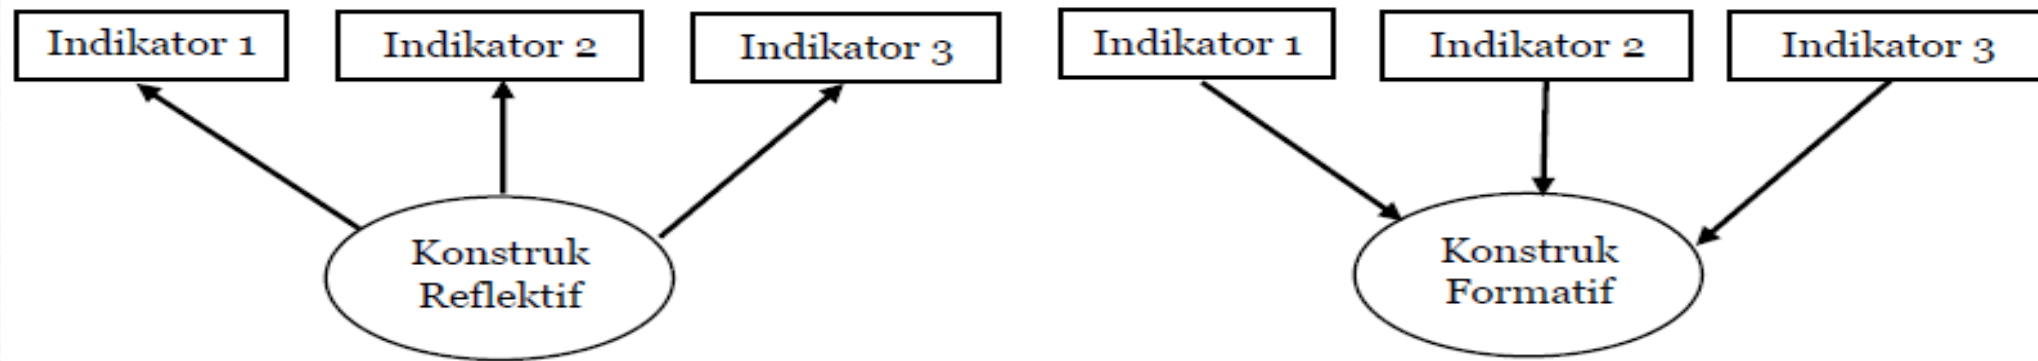 Indikator 1
Indikator 2
Indikator 3
Indikator 1
Indikator 2
Indikator 3
Konstruk
Reflektif
Konstruk
Formatif